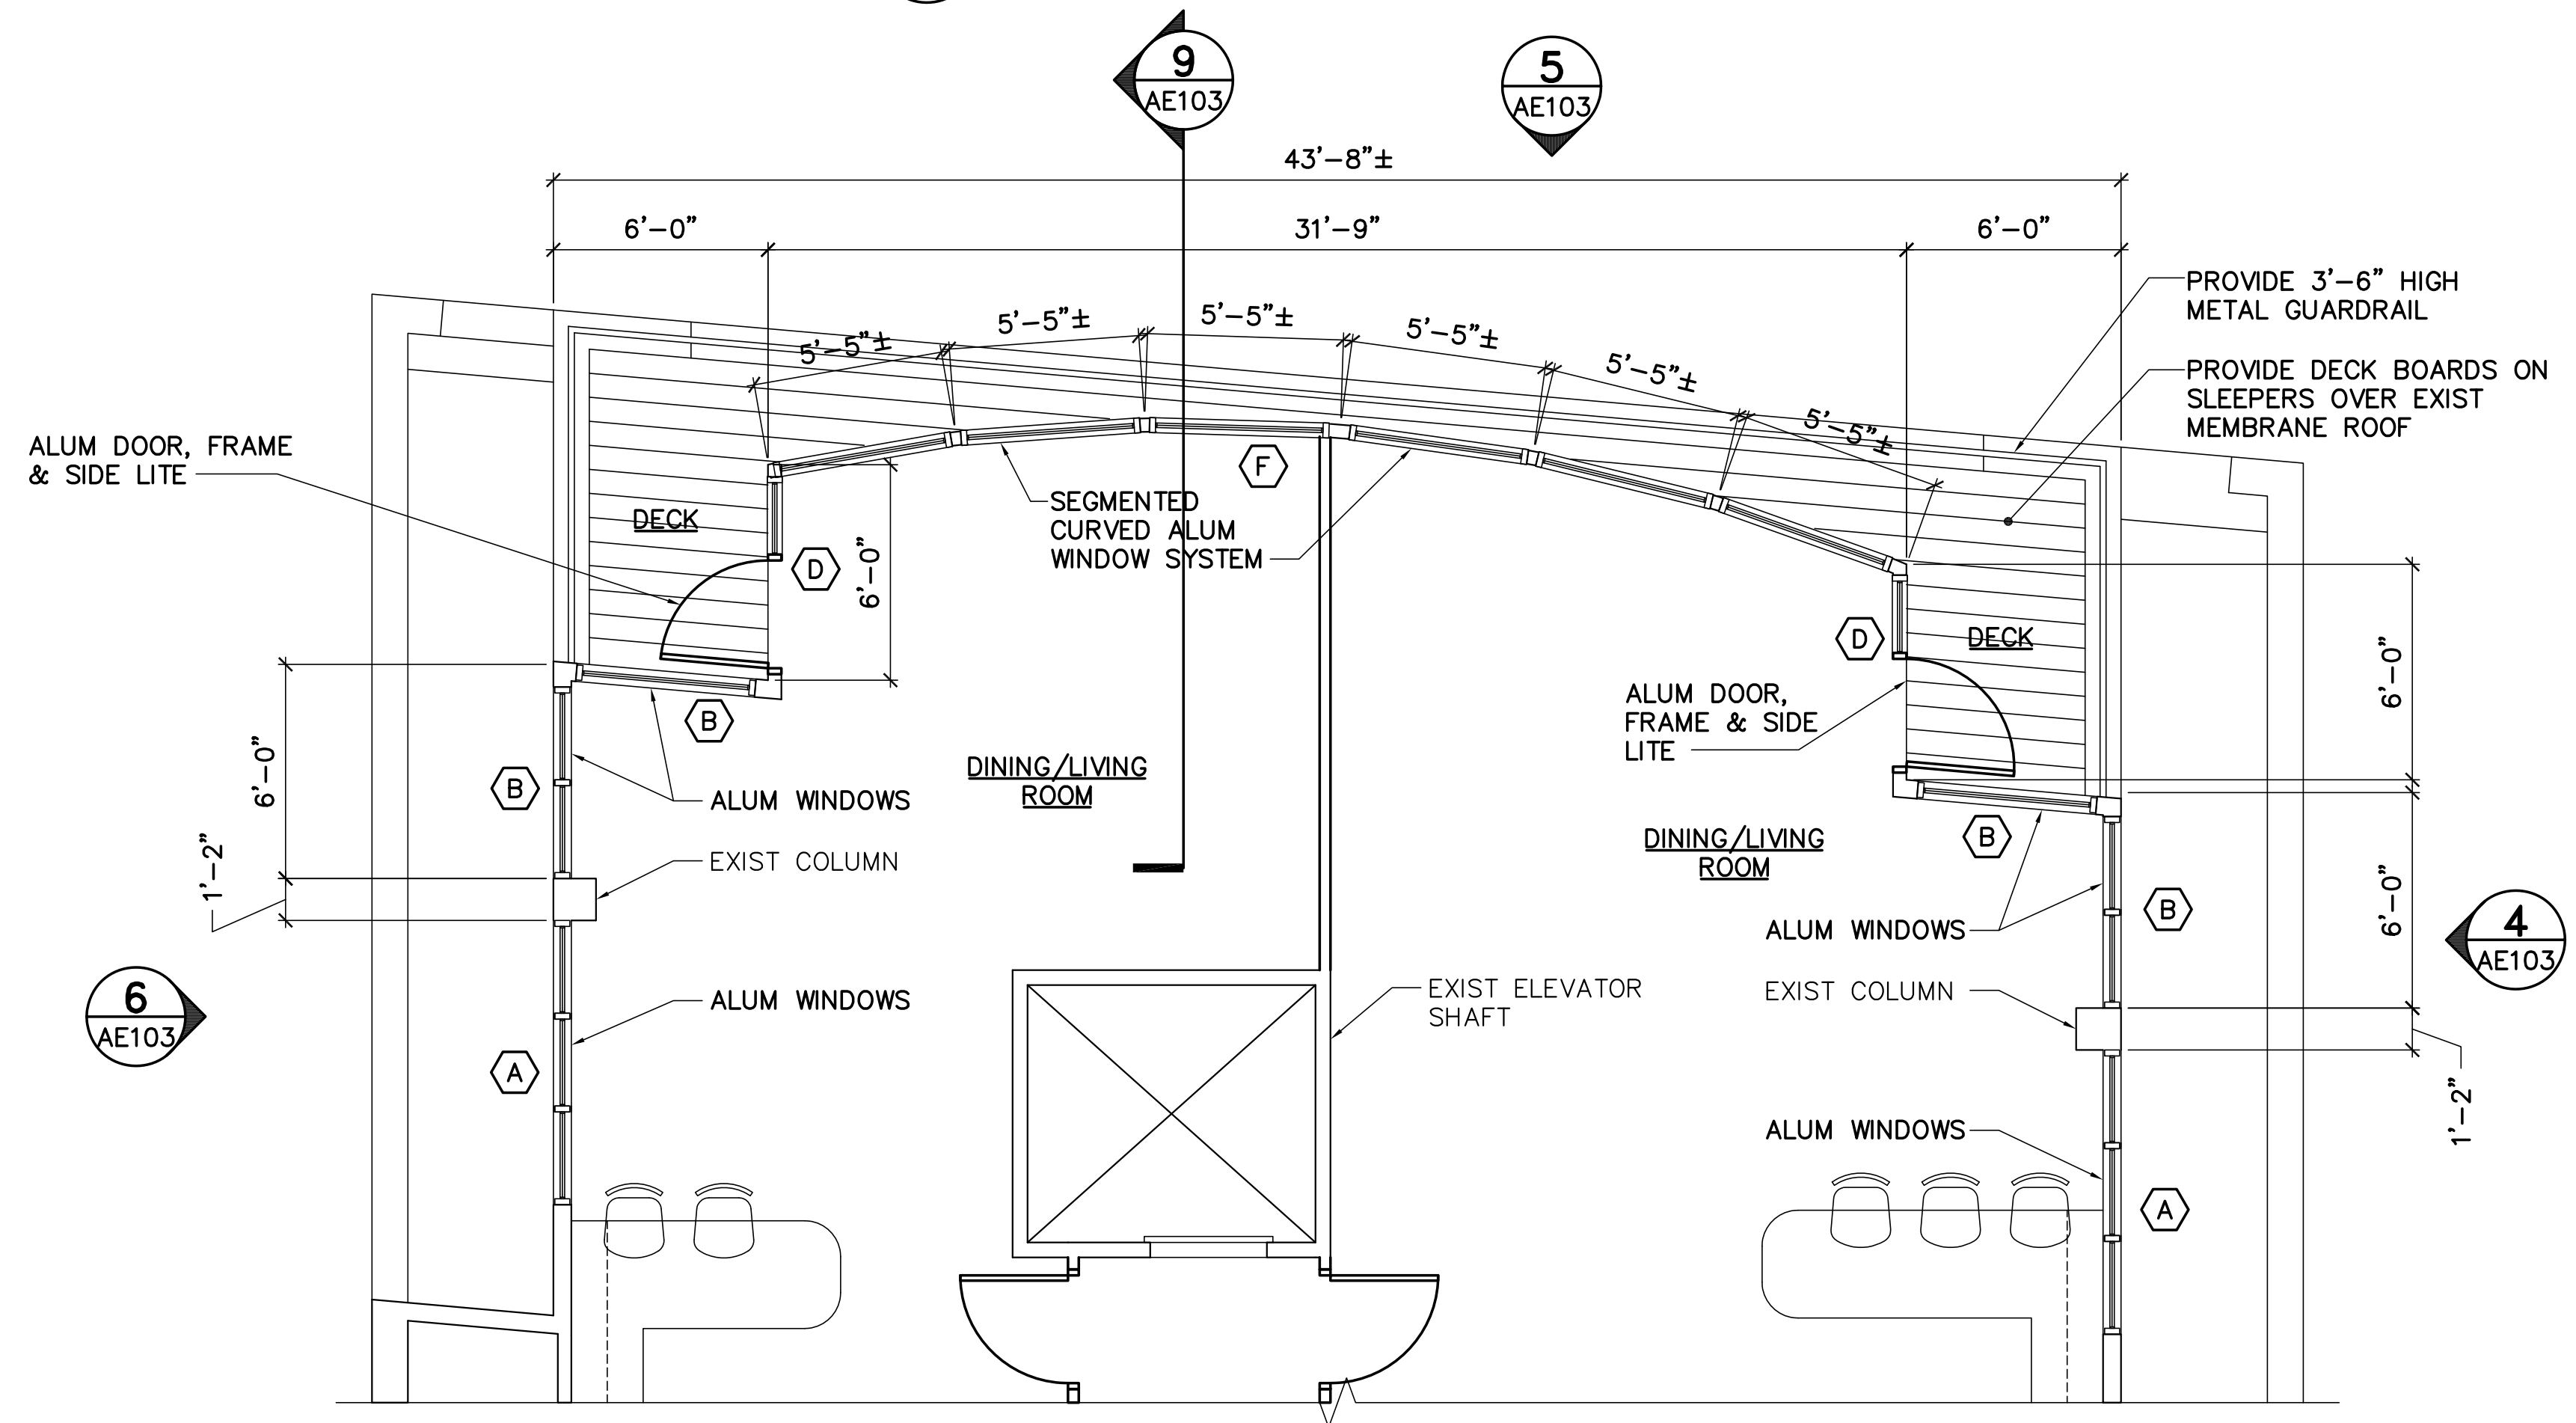 9
AE103
5
AE103
43'-8"±
6'-0"
31'-9"
6'-0"
PROVIDE 3'-6" HIGH
METAL GUARDRAIL
5'-5"±
5'-5"±
5'-5"±
5'-5"±
5'-5"±
5'-5"±
PROVIDE DECK BOARDS ON
SLEEPERS OVER EXIST
MEMBRANE ROOF
ALUM DOOR, FRAME
& SIDE LITE
F
SEGMENTED
CURVED ALUM
WINDOW SYSTEM
DECK
D
6'-0"
D
DECK
6'-0"
ALUM DOOR,
FRAME & SIDE
LITE
B
6'-0"
B
ALUM WINDOWS
DINING/LIVING
ROOM
DINING/LIVING
ROOM
B
1'-2"
EXIST COLUMN
ALUM WINDOWS
B
6'-0"
4
AE103
6
AE103
ALUM WINDOWS
EXIST ELEVATOR
SHAFT
EXIST COLUMN
A
1'-2"
ALUM WINDOWS
A